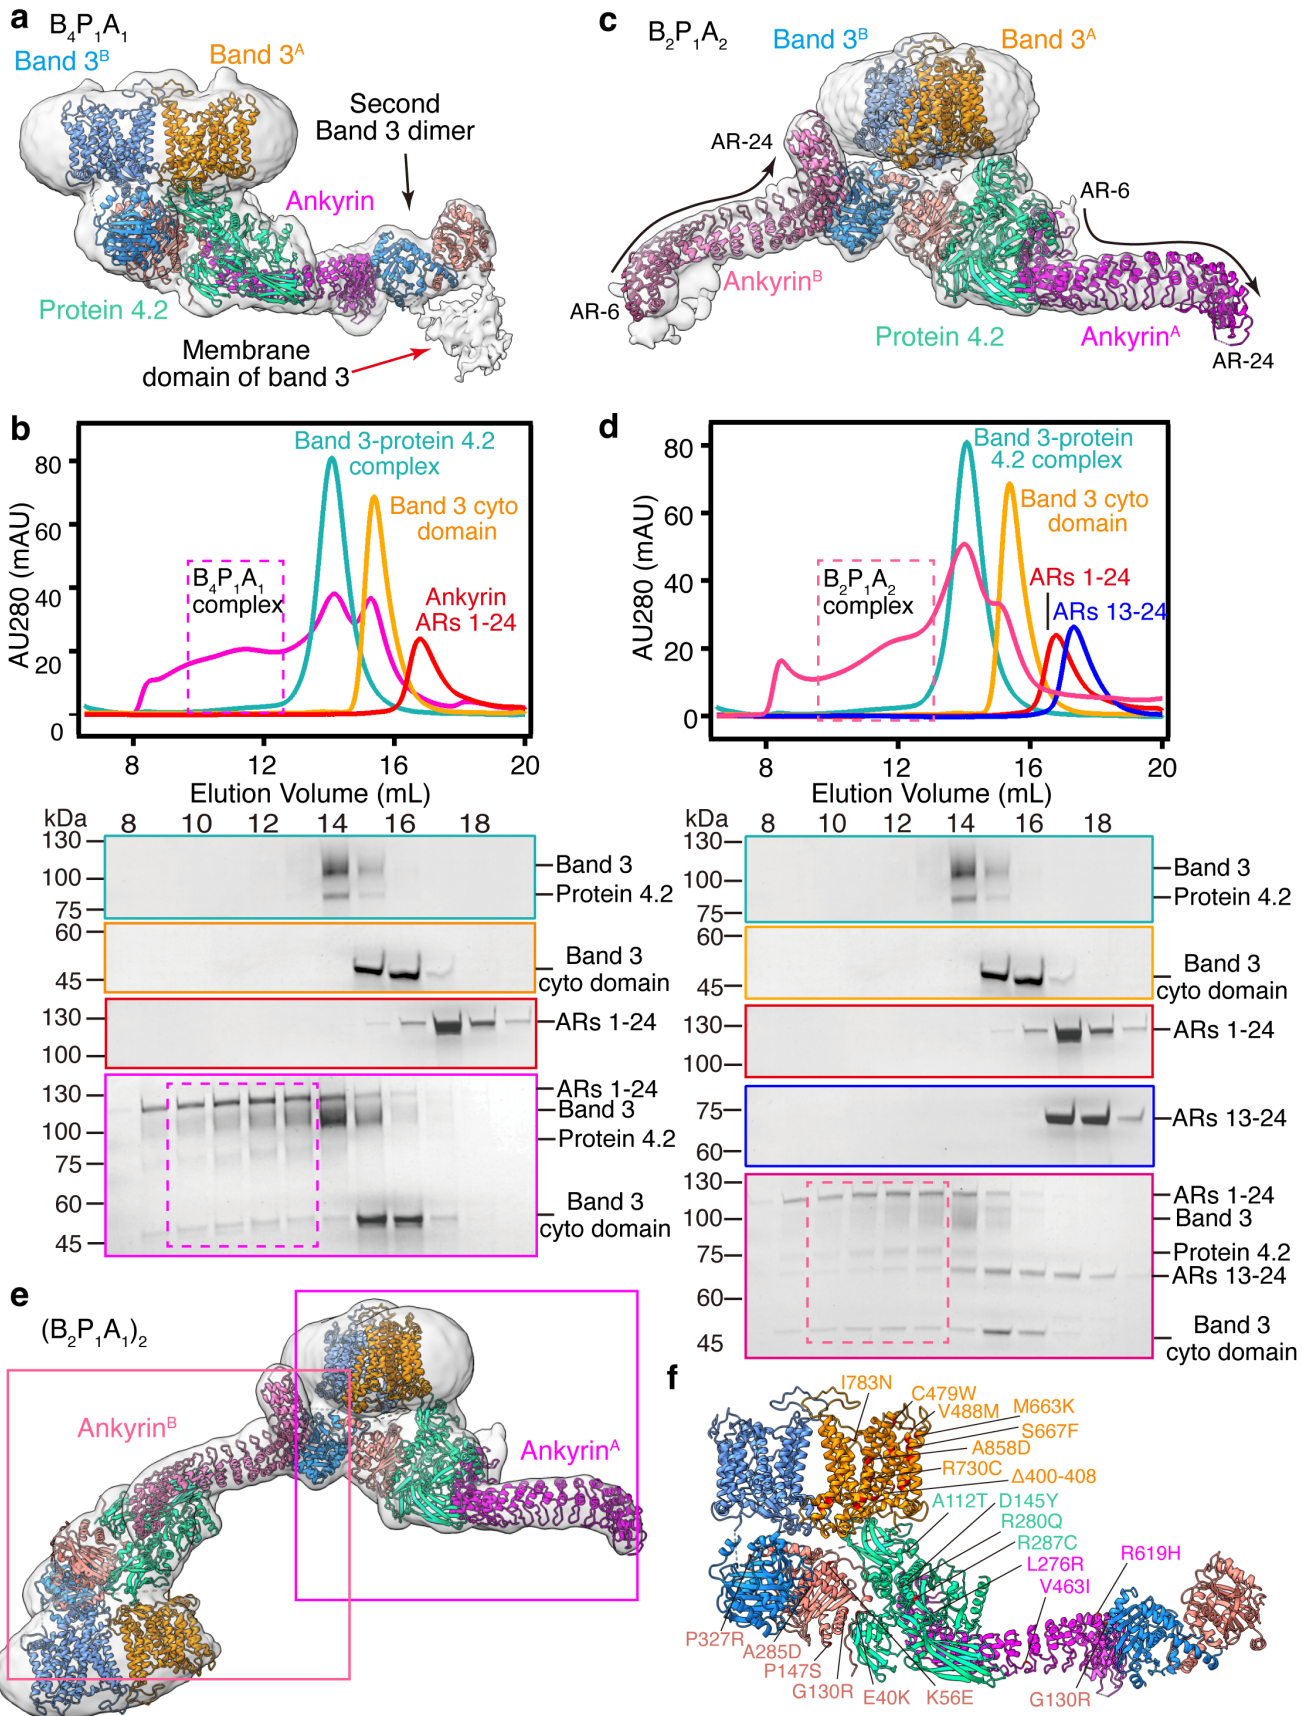 a
B4P1A1
Band 3B
Band 3A
Second
Band 3 dimer
Ankyrin
Protein 4.2
Membrane
domain of band 3
c
B2P1A2
Band 3B
Band 3A
AR-24
AR-6
AnkyrinB
AR-6
Protein 4.2
AnkyrinA
AR-24
b
Band 3-protein 4.2
complex
Band 3 cyto
domain
B4P1A1
complex
Ankyrin
ARs 1-24
AU280 (mAU)
80
60
40
20
0
8
12
16
20
Elution Volume (mL)
kDa
8
10
12
14
16
18
130
100
75
Band 3
Protein 4.2
60
45
Band 3
cyto domain
130
100
ARs 1-24
130
100
75
60
45
ARs 1-24
Band 3
Protein 4.2
Band 3
cyto domain
d
Band 3-protein
4.2 complex
Band 3 cyto
domain
B2P1A2
complex
ARs 1-24
ARs 13-24
AU280 (mAU)
80
60
40
20
0
8
12
16
20
Elution Volume (mL)
kDa
8
10
12
14
16
18
130
100
75
Band 3
Protein 4.2
60
45
Band 3
cyto domain
130
100
ARs 1-24
75
60
ARs 13-24
130
100
75
60
45
ARs 1-24
Band 3
Protein 4.2
ARs 13-24
Band 3
cyto domain
e
(B2P1A1)2
AnkyrinB
AnkyrinA
f
I783N
C479W
V488M
M663K
S667F
A858D
R730C
Δ400-408
A112T
D145Y
R280Q
R287C
L276R
V463I
R619H
P327R
A285D
P147S
G130R
E40K
K56E
G130R